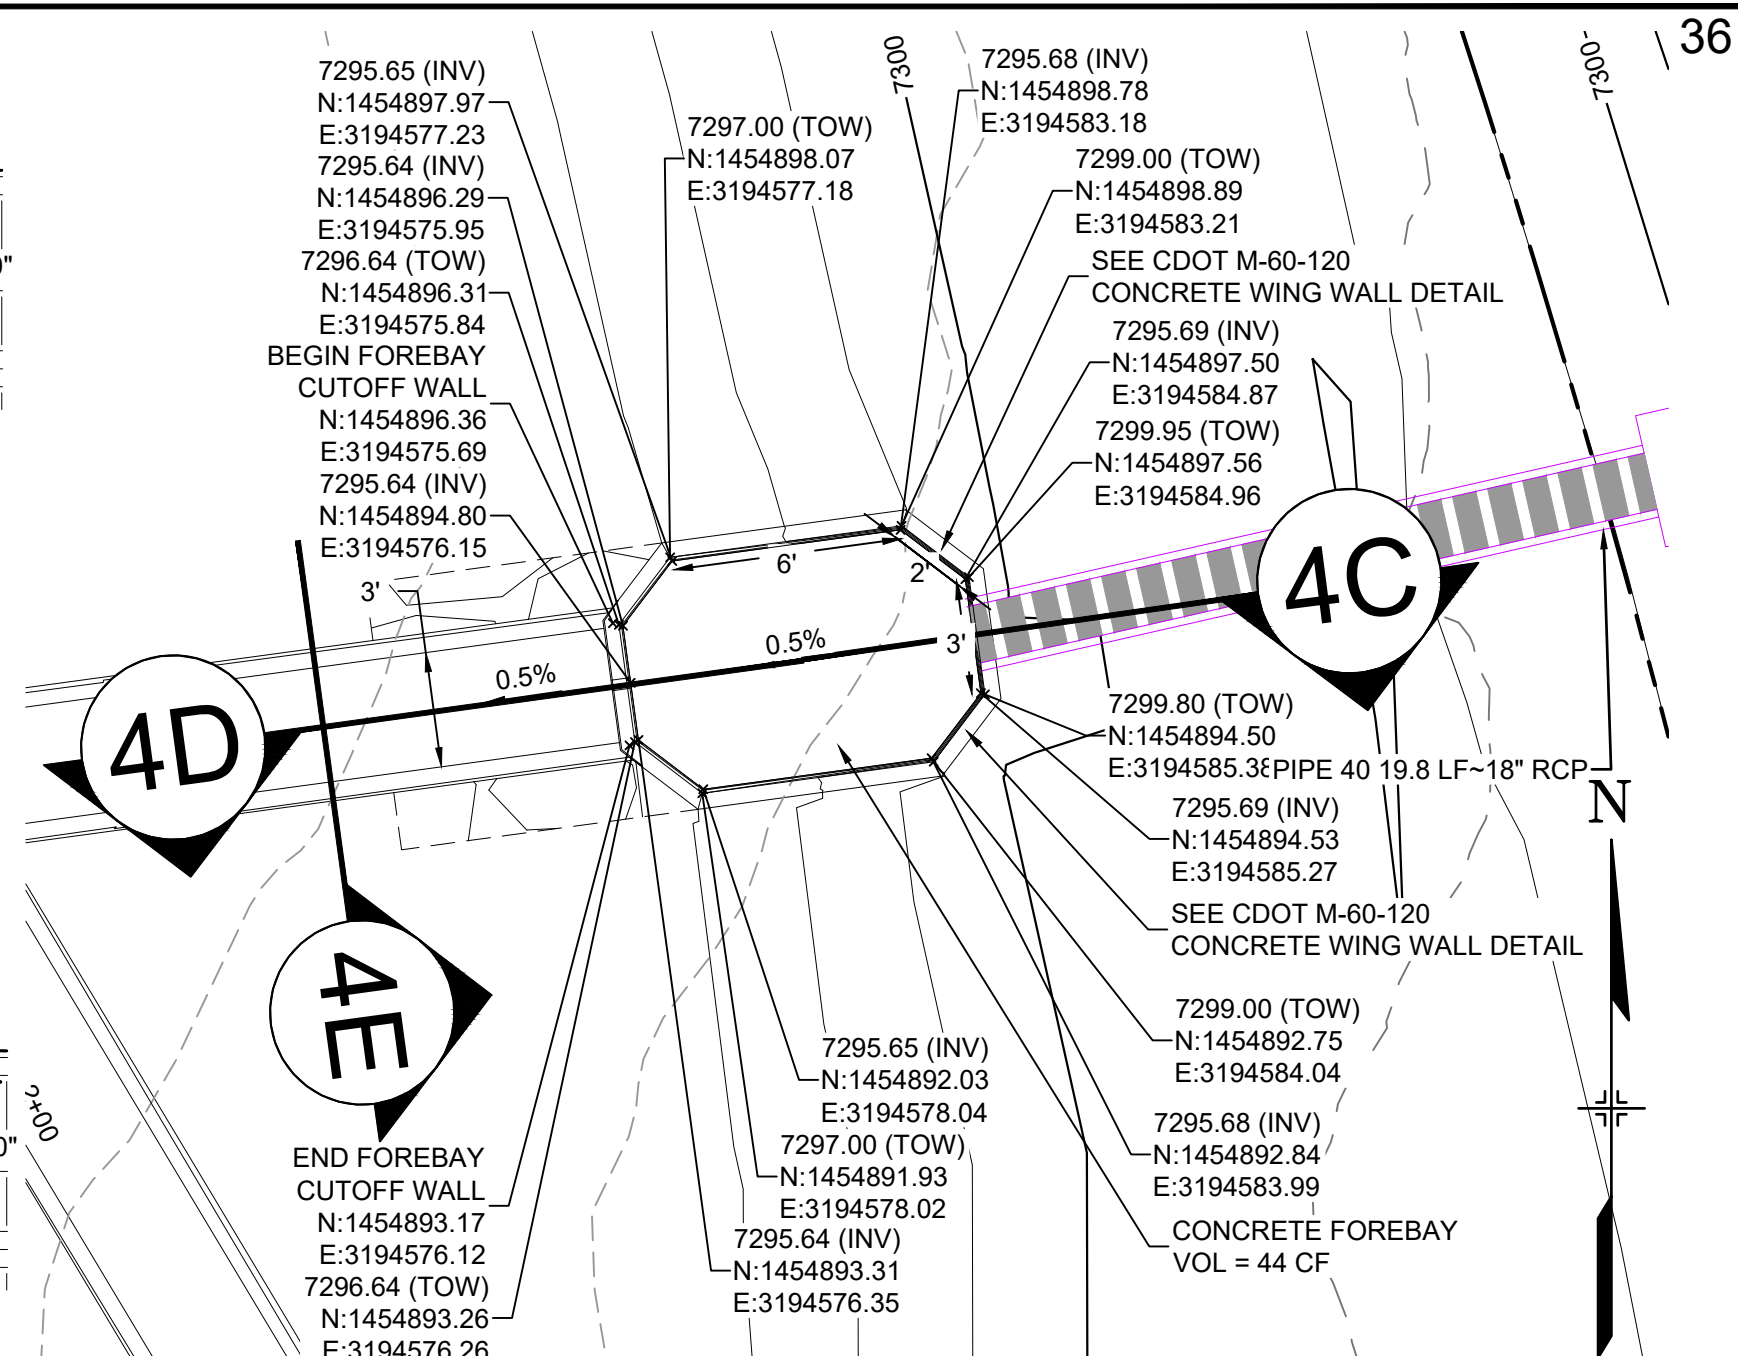 36
7295.65 (INV)
N:1454897.97
E:3194577.23
7295.64 (INV)
N:1454896.29
E:3194575.95
7296.64 (TOW)
N:1454896.31
E:3194575.84
BEGIN FOREBAY
CUTOFF WALL
N:1454896.36
E:3194575.69
7295.64 (INV)
N:1454894.80
E:3194576.15
7297.00 (TOW)
N:1454898.07
E:3194577.18
7300
7295.68 (INV)
N:1454898.78
E:3194583.18
7299.00 (TOW)
N:1454898.89
E:3194583.21
SEE CDOT M-60-120
CONCRETE WING WALL DETAIL
7295.69 (INV)
N:1454897.50
E:3194584.87
7299.95 (TOW)
N:1454897.56
E:3194584.96
7300
3'
6'
2'
3'
0.5%
0.5%
4C
4D
4E
7299.80 (TOW)
N:1454894.50
E:3194585.38
PIPE 40 19.8 LF~18" RCP
N
7295.69 (INV)
N:1454894.53
E:3194585.27
SEE CDOT M-60-120
CONCRETE WING WALL DETAIL
7299.00 (TOW)
N:1454892.75
E:3194584.04
7295.68 (INV)
N:1454892.84
E:3194583.99
CONCRETE FOREBAY
VOL = 44 CF
7295.65 (INV)
N:1454892.03
E:3194578.04
7297.00 (TOW)
N:1454891.93
E:3194578.02
7295.64 (INV)
N:1454893.31
E:3194576.35
2+00
END FOREBAY
CUTOFF WALL
N:1454893.17
E:3194576.12
7296.64 (TOW)
N:1454893.26
E:3194576.26